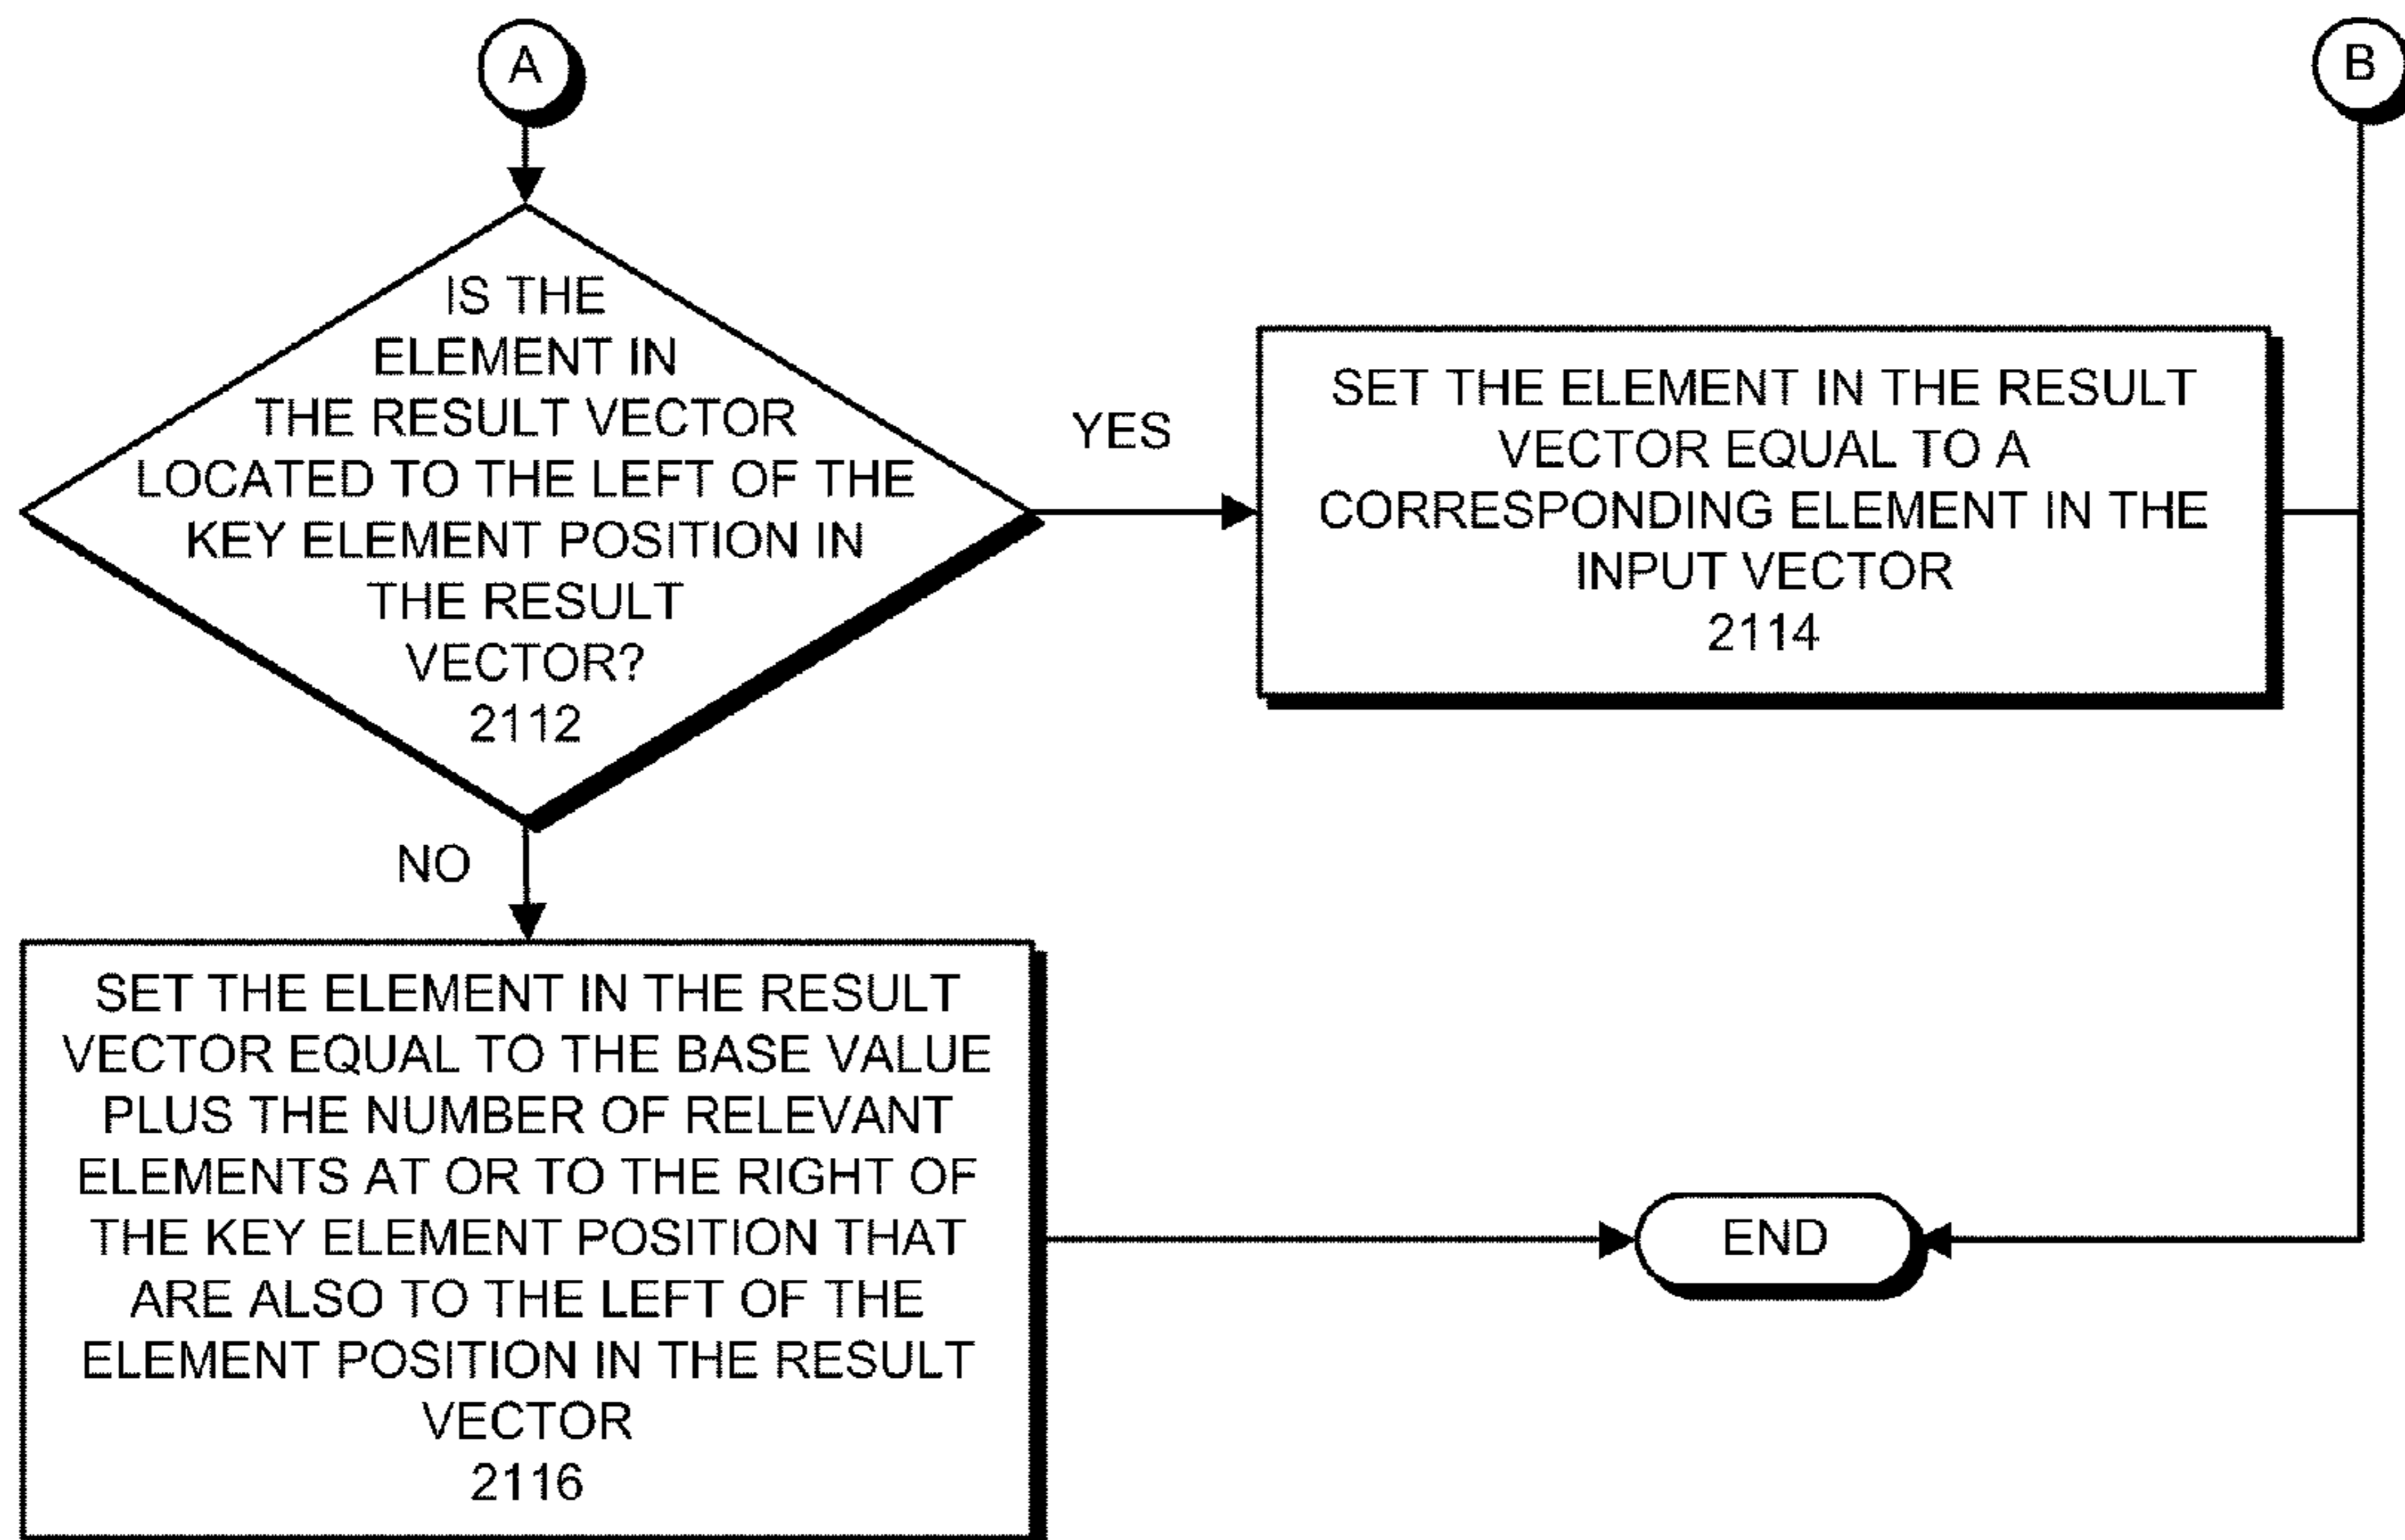 A
B
IS THE
ELEMENT IN
THE RESULT VECTOR
LOCATED TO THE LEFT OF THE
KEY ELEMENT POSITION IN
THE RESULT
VECTOR?
2112
YES
SET THE ELEMENT IN THE RESULT
VECTOR EQUAL TO A
CORRESPONDING ELEMENT IN THE
INPUT VECTOR
2114
NO
SET THE ELEMENT IN THE RESULT
VECTOR EQUAL TO THE BASE VALUE
PLUS THE NUMBER OF RELEVANT
ELEMENTS AT OR TO THE RIGHT OF
THE KEY ELEMENT POSITION THAT
ARE ALSO TO THE LEFT OF THE
ELEMENT POSITION IN THE RESULT
VECTOR
2116
END